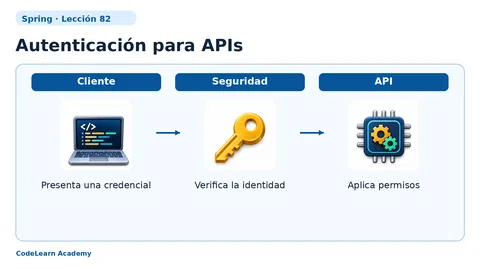 Spring · Lección 82
Autenticación para APIs
Cliente
Seguridad
API
</>
Presenta una credencial
Verifica la identidad
Aplica permisos
CodeLearn Academy